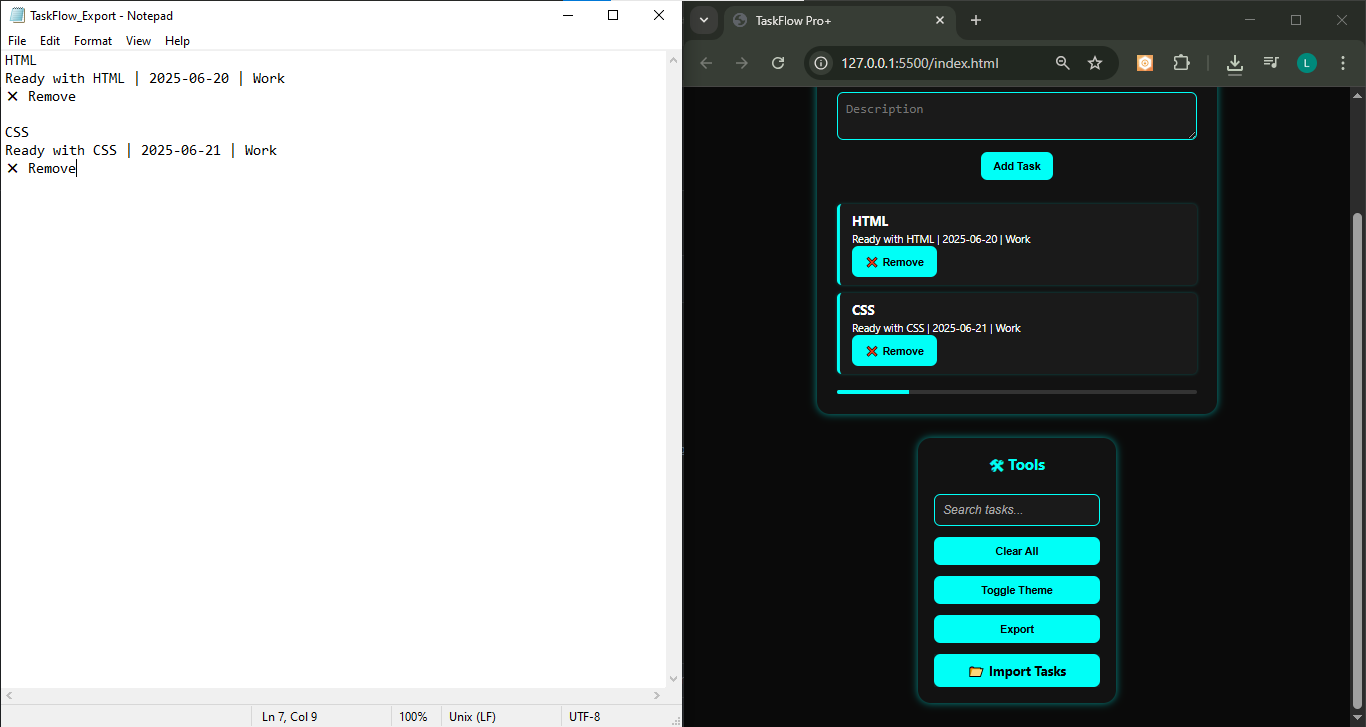 TaskFlow_Export - Notepad
File Edit Format View Help
HTML
Ready with HTML | 2025-06-20 | Work
❌ Remove
CSS
Ready with CSS | 2025-06-21 | Work
❌ Remove
Ln 7, Col 9 100% Unix (LF) UTF-8
TaskFlow Pro+
127.0.0.1:5500/index.html
L
Description
Add Task
HTML
Ready with HTML | 2025-06-20 | Work
❌ Remove
CSS
Ready with CSS | 2025-06-21 | Work
❌ Remove
🛠 Tools
Search tasks...
Clear All
Toggle Theme
Export
📂 Import Tasks